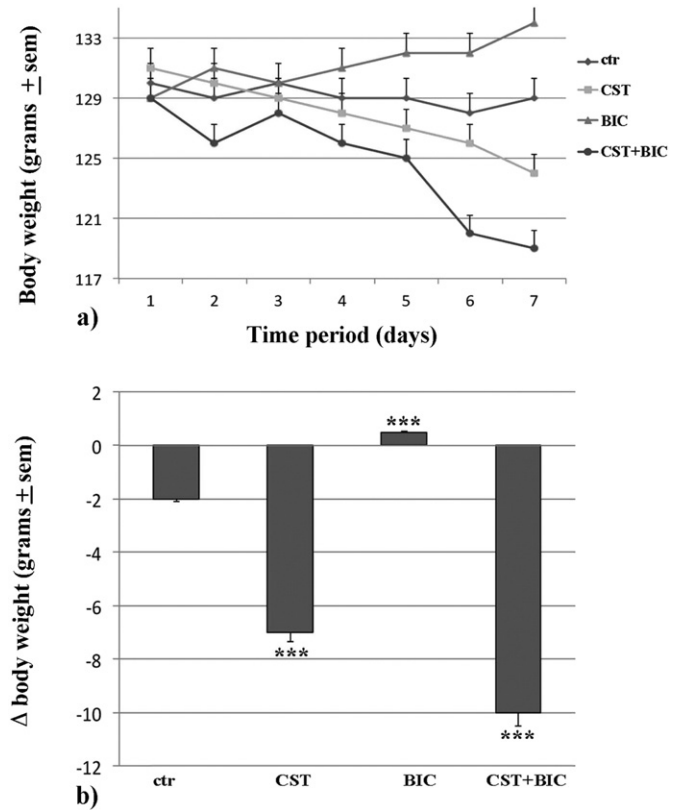 133
129
125
121
117
1 2 3 4 5 6 7
Body weight (grams ± sem)
Time period (days)
a)
ctr
CST
BIC
CST+BIC
2
0
-2
-4
-6
-8
-10
-12
Δ body weight (grams ± sem)
***
***
***
ctr CST BIC CST+BIC
b)